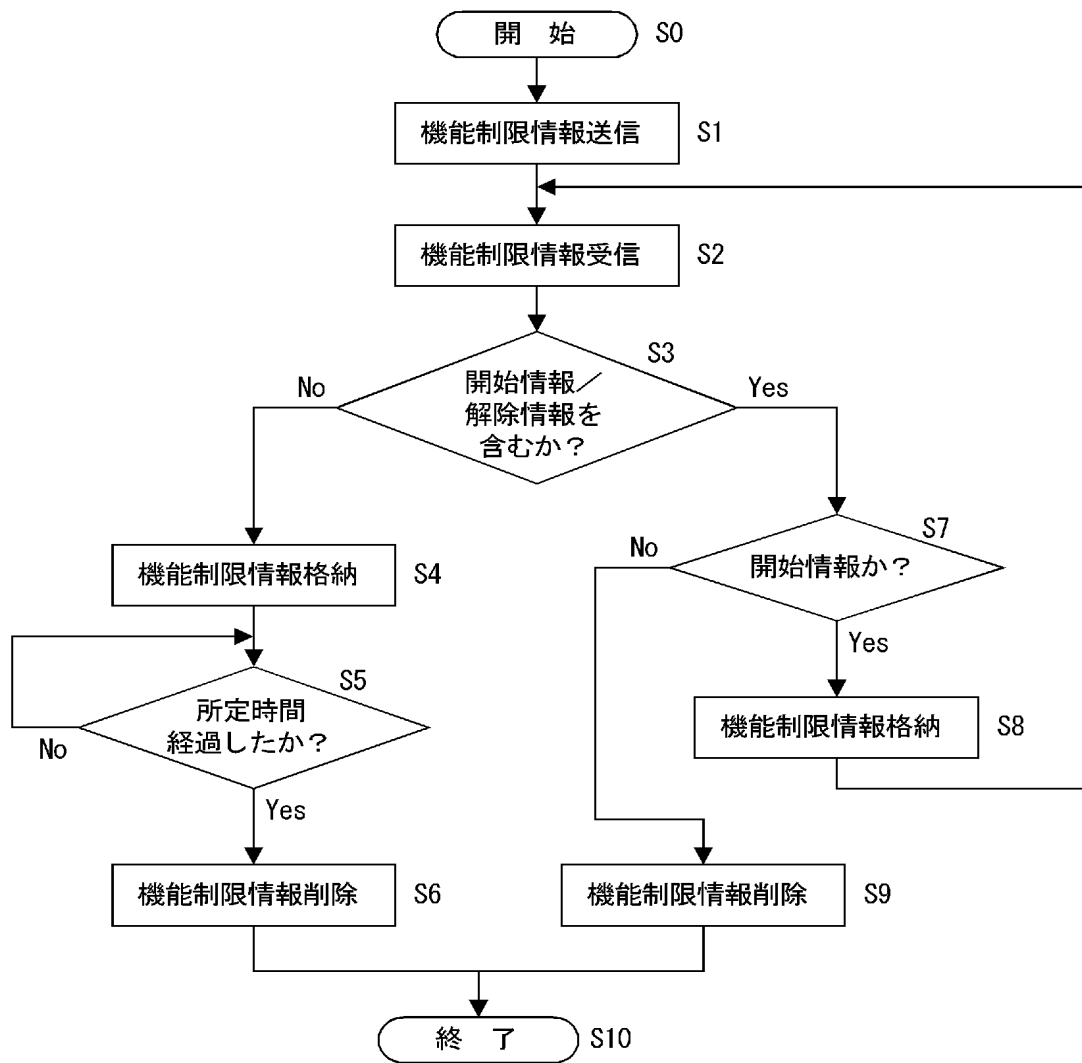 開 始 S0
機能制限情報送信 S1
機能制限情報受信 S2
S3
開始情報／
解除情報を
含むか？
No
Yes
機能制限情報格納 S4
S5
所定時間
経過したか？
No
Yes
機能制限情報削除 S6
S7
開始情報か？
No
Yes
機能制限情報格納 S8
機能制限情報削除 S9
終 了 S10